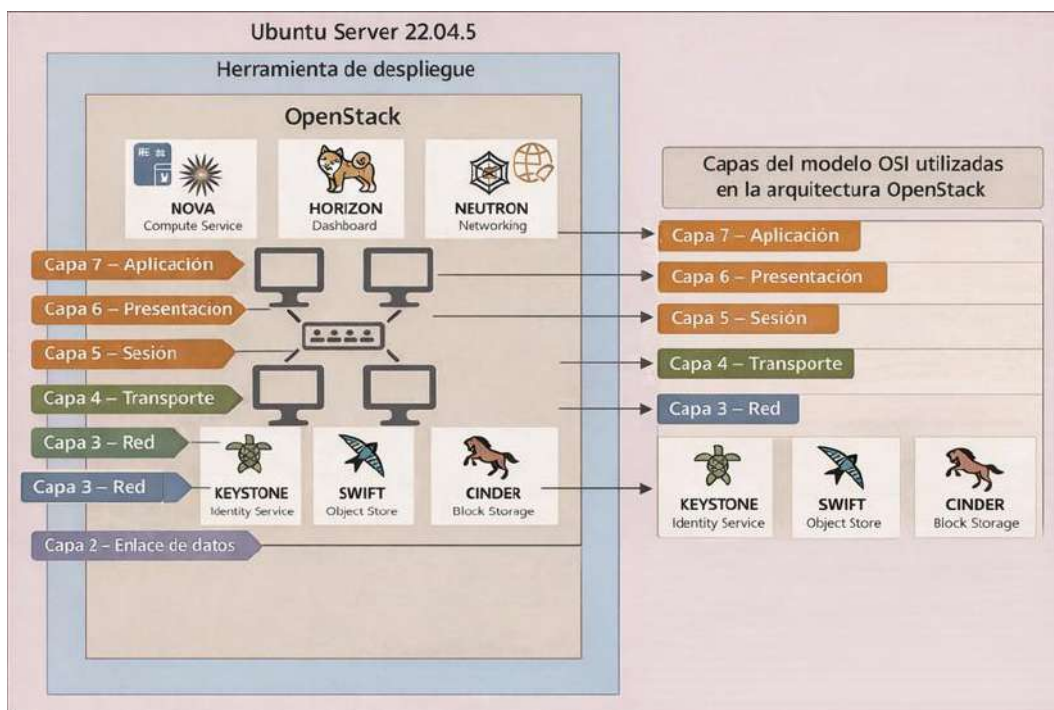 Ubuntu Server 22.04.5
Herramienta de despliegue
OpenStack
NOVA
Compute Service
HORIZON
Dashboard
NEUTRON
Networking
Capa 7 – Aplicación
Capa 6 – Presentacion
Capa 5 – Sesión
Capa 4 – Transporte
Capa 3 – Red
Capa 3 – Red
Capa 2 – Enlace de datos
KEYSTONE
Identity Service
SWIFT
Object Store
CINDER
Block Storage
Capas del modelo OSI utilizadas
en la arquitectura OpenStack
Capa 7 – Aplicación
Capa 6 – Presentación
Capa 5 – Sesión
Capa 4 – Transporte
Capa 3 – Red
KEYSTONE
Identity Service
SWIFT
Object Store
CINDER
Block Storage